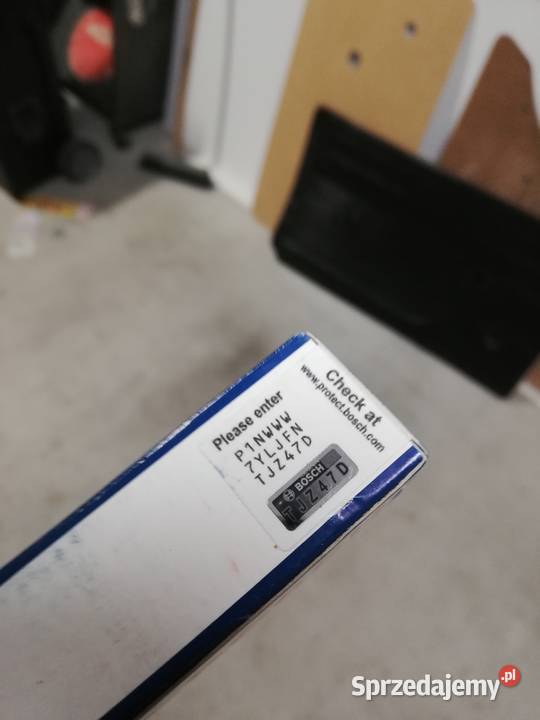 Check at
www.protect.bosch.com
Please enter
P1NWWW
7YLJFN
TJZ47D
BOSCH
TJZ47D
Sprzedajemy.pl